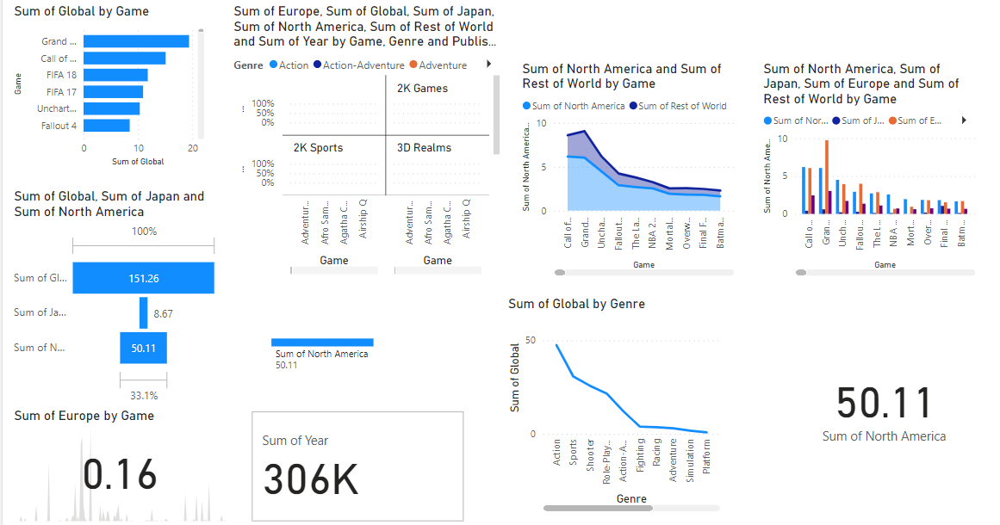 Sum of Global by Game
Grand ...
Call of ...
FIFA 18
FIFA 17
Unchart...
Fallout 4
Game
0
10
20
Sum of Global
Sum of Europe, Sum of Global, Sum of Japan,
Sum of North America, Sum of Rest of World
and Sum of Year by Game, Genre and Publis...
Genre Action Action-Adventure Adventure
2K Games
100%
50%
0%
2K Sports
3D Realms
100%
50%
0%
Adventur...
Afro Sam...
Agatha C...
Airship Q
Adventur...
Afro Sam...
Agatha C...
Airship Q
Game
Game
Sum of North America and Sum of
Rest of World by Game
Sum of North America Sum of Rest of World
Sum of North America...
10
5
0
Call of...
Grand...
Uncha...
Fallout...
The La...
NBA 2...
Mortal...
Overw...
Final F...
Batma...
Game
Sum of North America, Sum of
Japan, Sum of Europe and Sum of
Rest of World by Game
Sum of Nor... Sum of J... Sum of E...
Sum of North Ame...
10
5
0
Call o...
Gran...
Unch...
Fallou...
The L...
NBA ...
Mort...
Over...
Final ...
Batm...
Game
Sum of Global, Sum of Japan and
Sum of North America
100%
Sum of Gl...
151.26
Sum of Ja...
8.67
Sum of N...
50.11
33.1%
Sum of North America
50.11
Sum of Global by Genre
Sum of Global
50
0
Action
Sports
Shooter
Role-Play...
Action-A...
Fighting
Racing
Adventure
Simulation
Platform
Genre
50.11
Sum of North America
Sum of Europe by Game
0.16
Sum of Year
306K